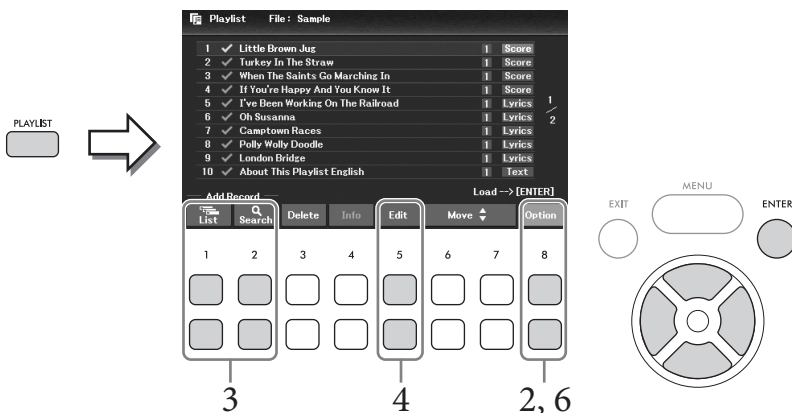 Playlist File: Sample
1 ✓ Little Brown Jug 1 Score
2 ✓ Turkey In The Straw 1 Score
3 ✓ When The Saints Go Marching In 1 Score
4 ✓ If You're Happy And You Know It 1 Score
5 ✓ I've Been Working On The Railroad 1 Lyrics
6 ✓ Oh Susanna 1 Lyrics
7 ✓ Camptown Races 1 Lyrics
8 ✓ Polly Wolly Doodle 1 Lyrics
9 ✓ London Bridge 1 Lyrics
10 ✓ About This Playlist English 1 Text
1/2
PLAYLIST
Add Record Load -->[ENTER]
List Search Delete Info Edit Move Option
EXIT MENU ENTER
1 2 3 4 5 6 7 8
3 4 2, 6